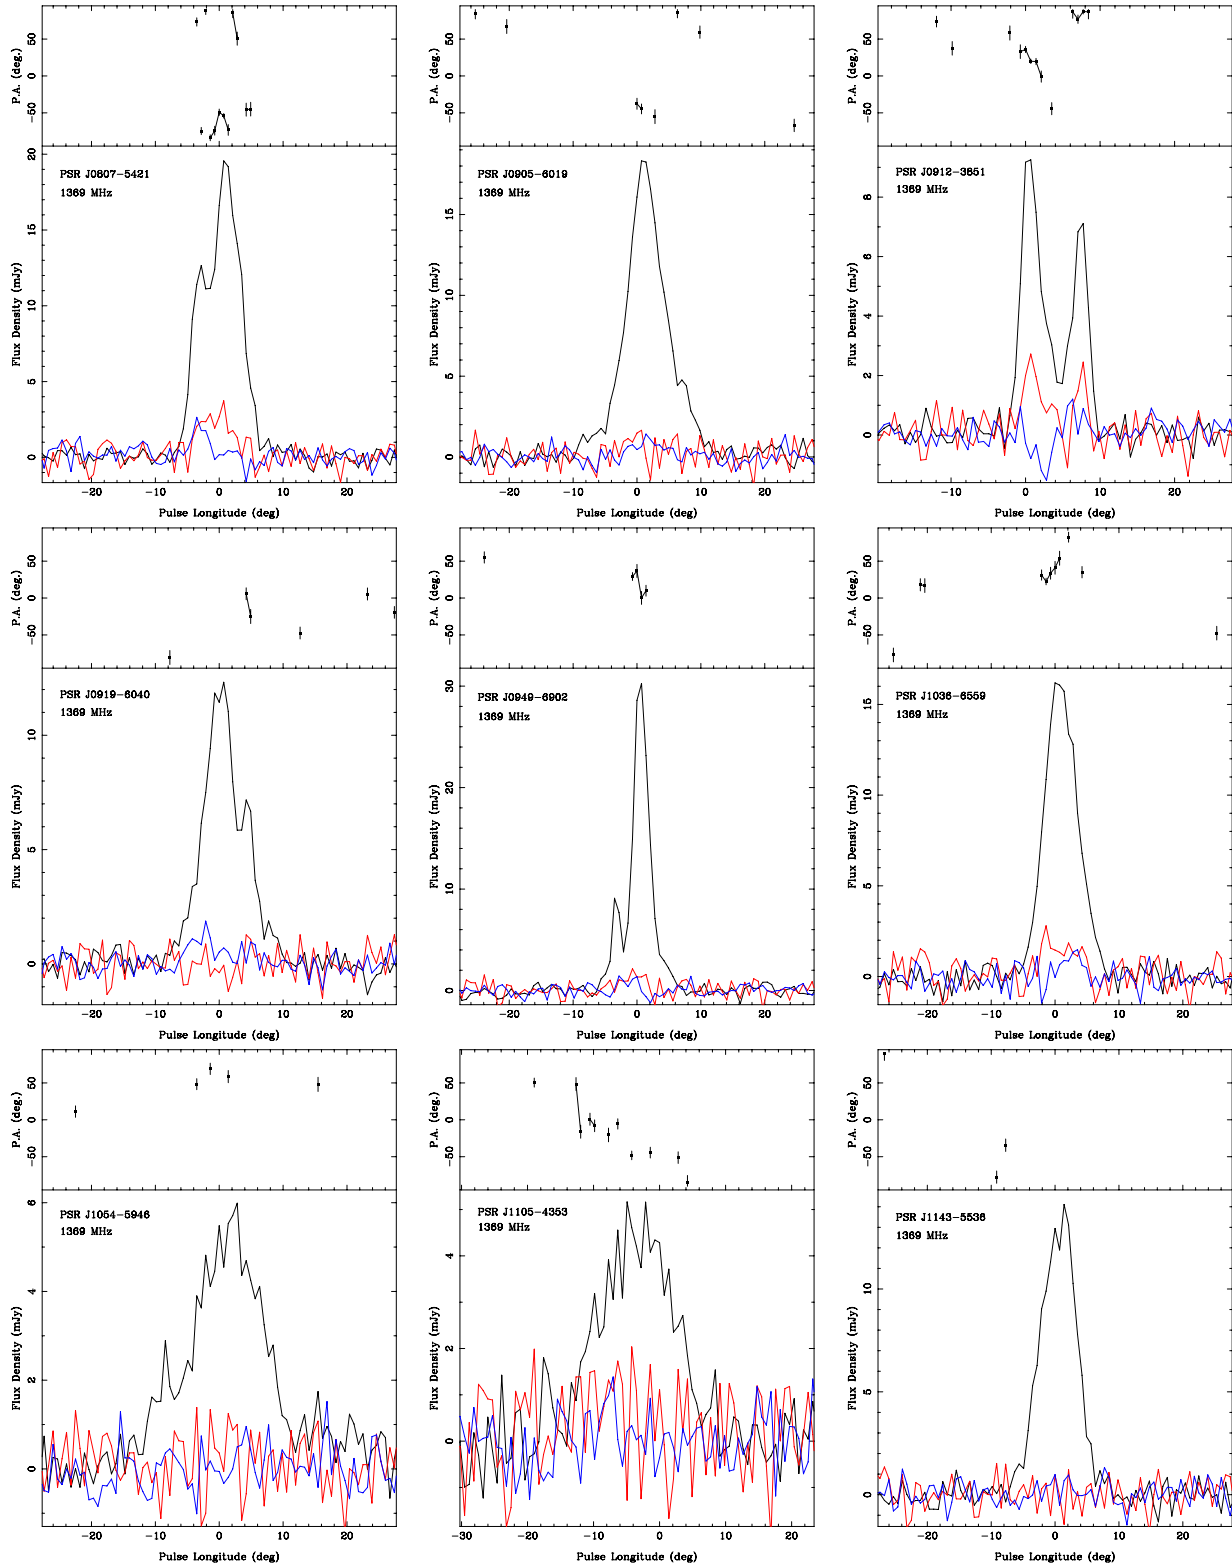 P.A. (deg.)
50
0
−50
PSR J0807−5421
1369 MHz
Flux Density (mJy)
20
15
10
5
0
−20 −10 0 10 20
Pulse Longitude (deg)
P.A. (deg.)
50
0
−50
PSR J0905−6019
1369 MHz
Flux Density (mJy)
15
10
5
0
−20 −10 0 10 20
Pulse Longitude (deg)
P.A. (deg.)
50
0
−50
PSR J0912−3851
1369 MHz
Flux Density (mJy)
8
6
4
2
0
−20 −10 0 10 20
Pulse Longitude (deg)
P.A. (deg.)
50
0
−50
PSR J0919−6040
1369 MHz
Flux Density (mJy)
10
5
0
−20 −10 0 10 20
Pulse Longitude (deg)
P.A. (deg.)
50
0
−50
PSR J0949−6902
1369 MHz
Flux Density (mJy)
30
20
10
0
−20 −10 0 10 20
Pulse Longitude (deg)
P.A. (deg.)
50
0
−50
PSR J1036−6559
1369 MHz
Flux Density (mJy)
15
10
5
0
−20 −10 0 10 20
Pulse Longitude (deg)
P.A. (deg.)
50
0
−50
PSR J1054−5946
1369 MHz
Flux Density (mJy)
6
4
2
0
−20 −10 0 10 20
Pulse Longitude (deg)
P.A. (deg.)
50
0
−50
PSR J1105−4353
1369 MHz
Flux Density (mJy)
4
2
0
−30 −20 −10 0 10 20
Pulse Longitude (deg)
P.A. (deg.)
50
0
−50
PSR J1143−5536
1369 MHz
Flux Density (mJy)
10
5
0
−20 −10 0 10 20
Pulse Longitude (deg)